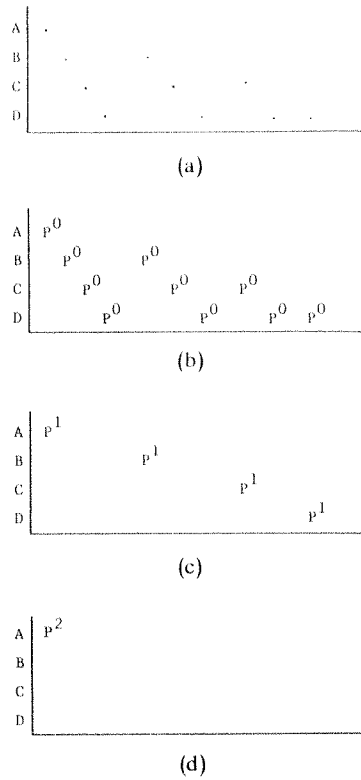 A
B
C
D
(a)
A P⁰
B P⁰ P⁰
C P⁰ P⁰ P⁰
D P⁰ P⁰ P⁰ P⁰
(b)
A P¹
B P¹
C P¹
D P¹
(c)
A P²
B
C
D
(d)